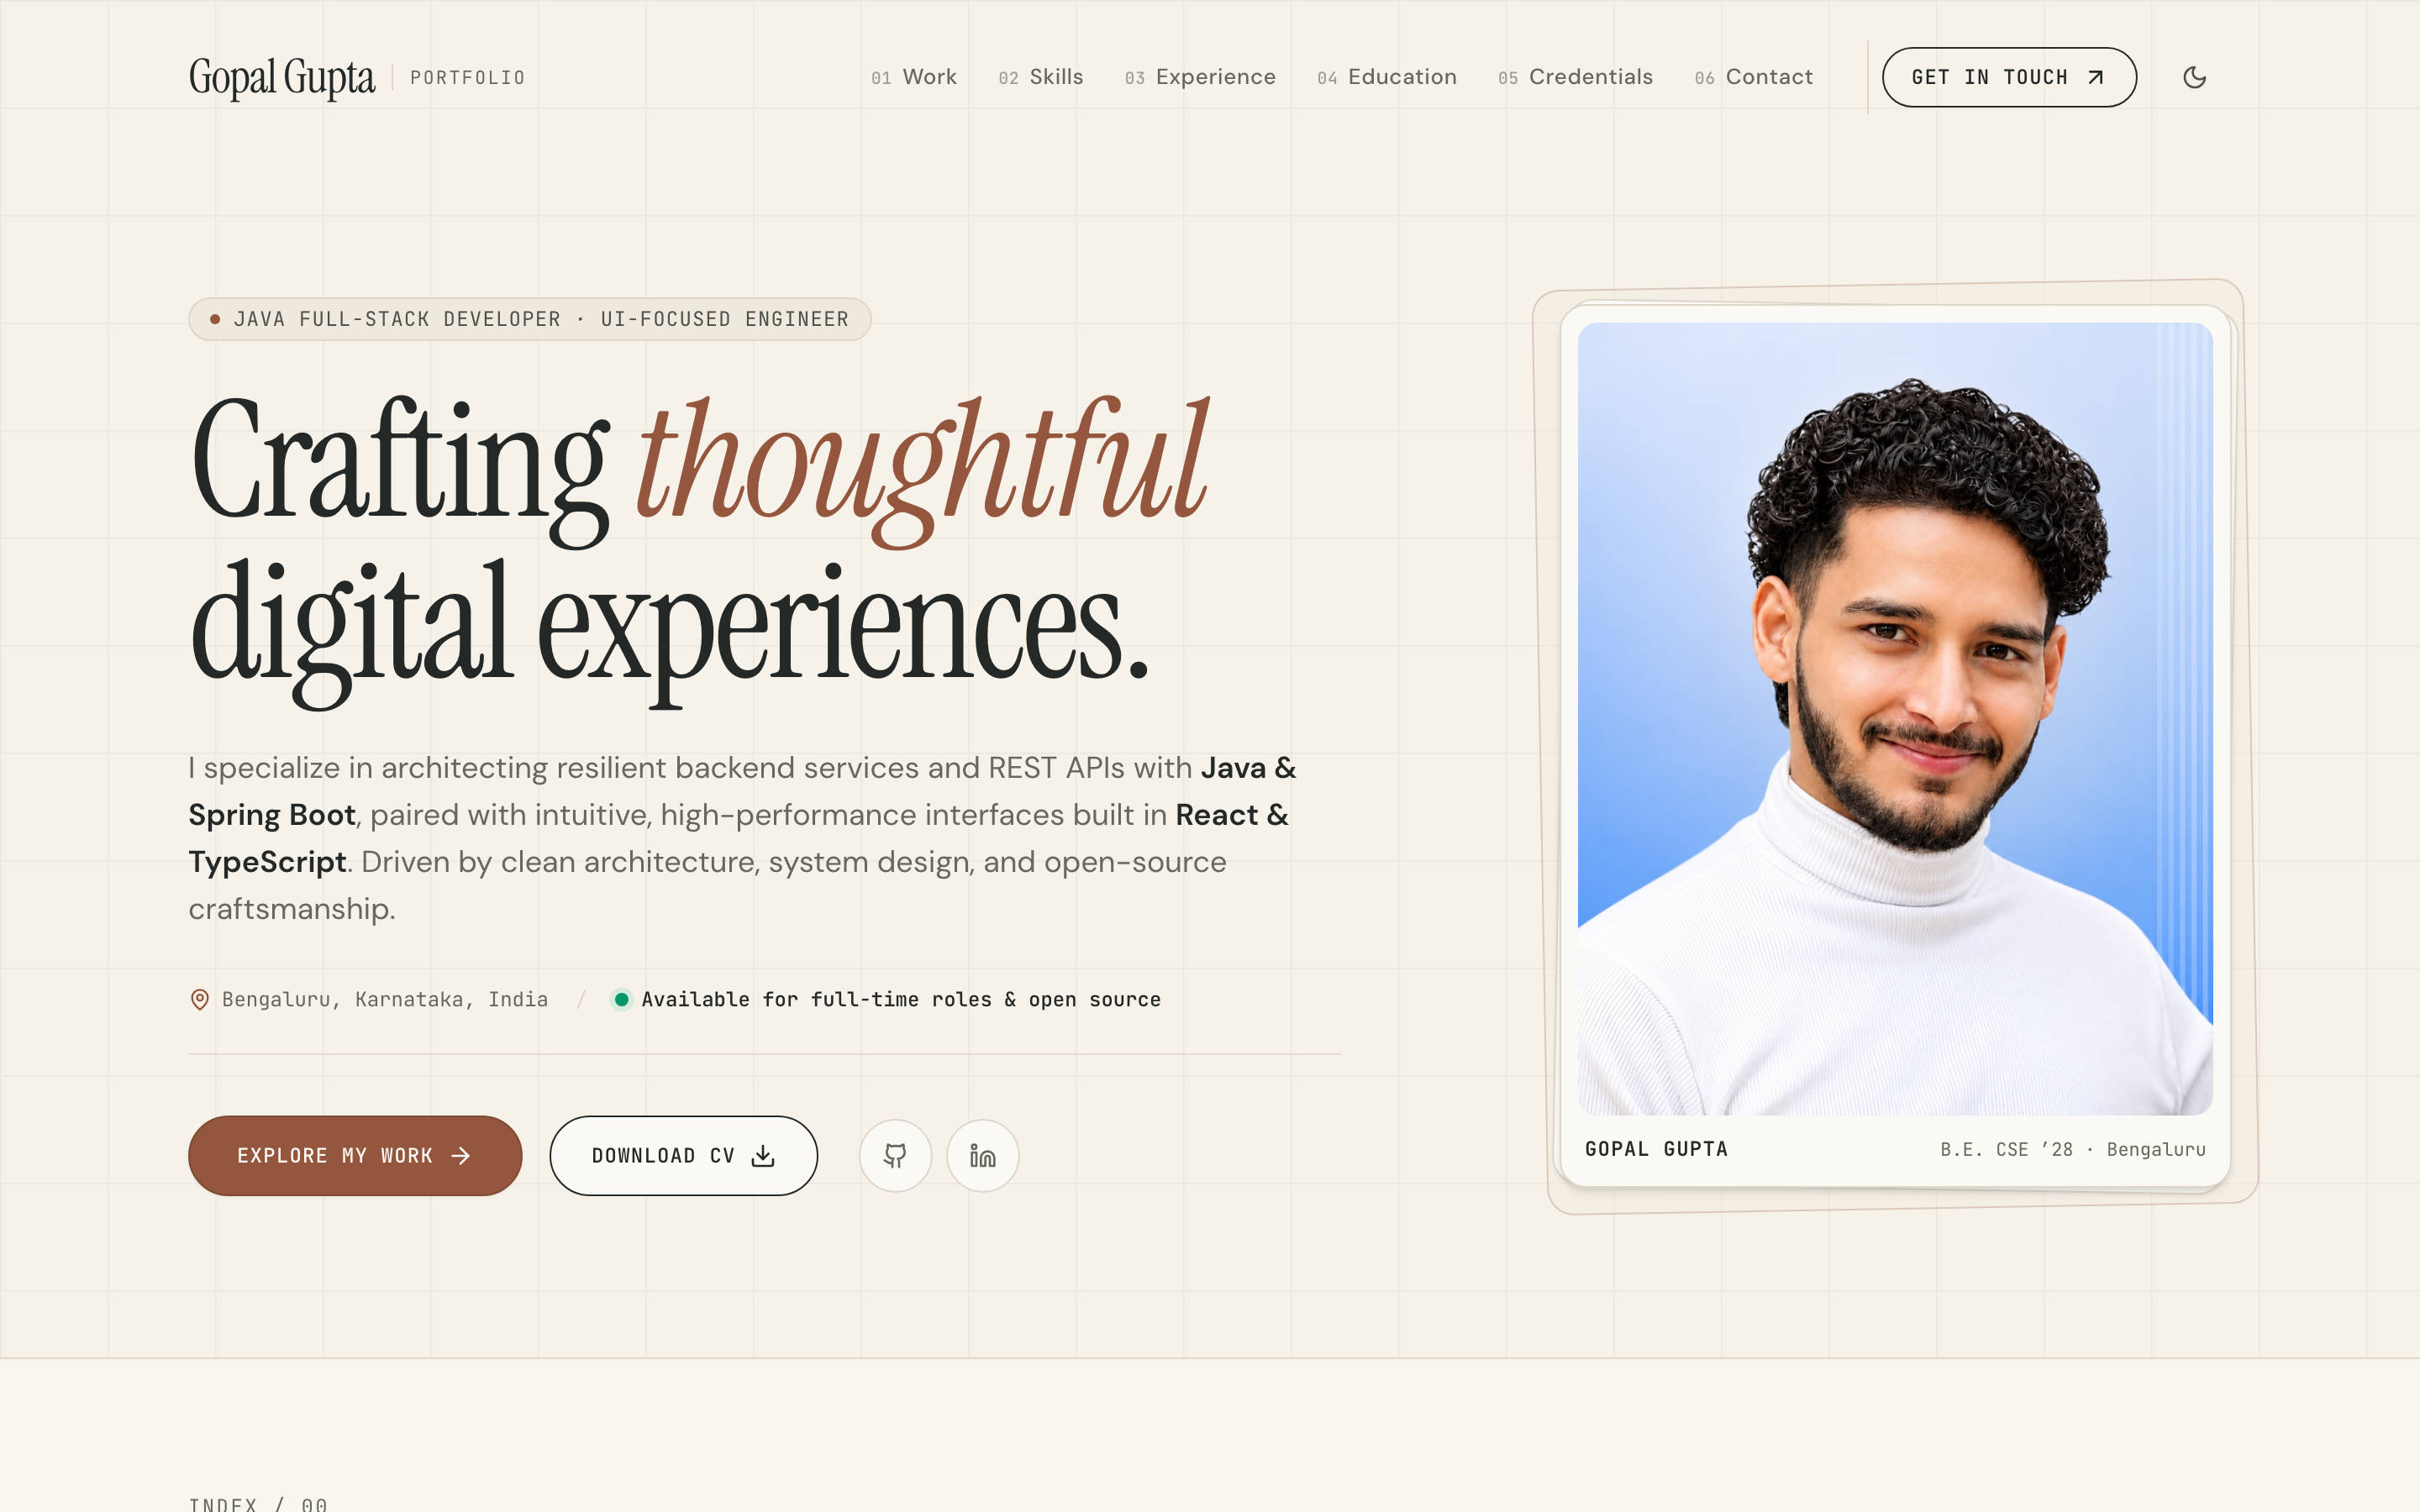 Gopal Gupta PORTFOLIO 01 Work 02 Skills 03 Experience 04 Education 05 Credentials 06 Contact GET IN TOUCH
JAVA FULL-STACK DEVELOPER · UI-FOCUSED ENGINEER
Crafting thoughtful
digital experiences.
I specialize in architecting resilient backend services and REST APIs with Java &
Spring Boot, paired with intuitive, high-performance interfaces built in React &
TypeScript. Driven by clean architecture, system design, and open-source
craftsmanship.
Bengaluru, Karnataka, India / Available for full-time roles & open source
EXPLORE MY WORK DOWNLOAD CV in
GOPAL GUPTA B.E. CSE ’28 · Bengaluru
INDEX / 00